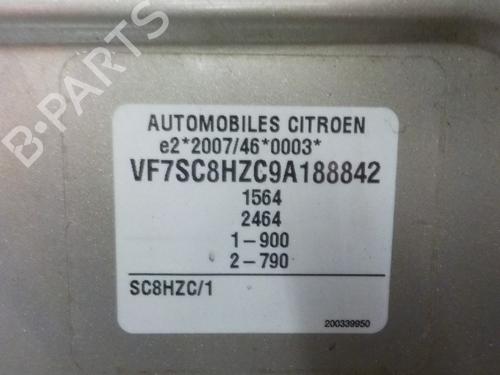 B-PARTS
AUTOMOBILES CITROEN
e2*2007/46*0003*
VF7SC8HZC9A188842
1564
2464
1-900
2-790
SC8HZC/1
200339950